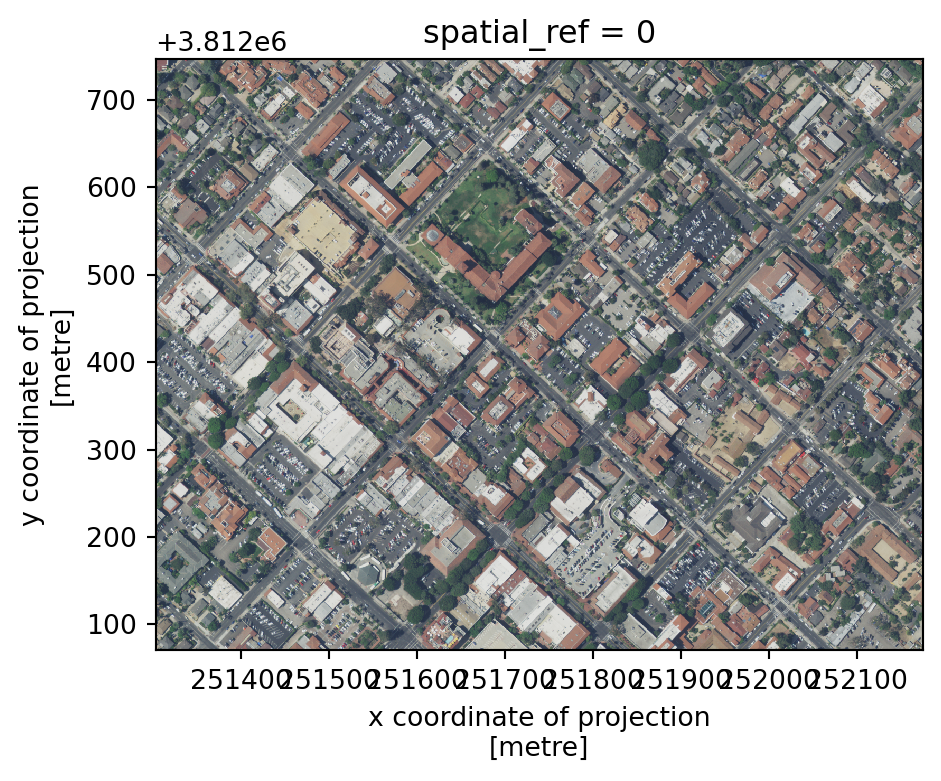 spatial_ref = 0
+3.812e6
700
600
500
400
300
200
100
y coordinate of projection
[metre]
251400
251500
251600
251700
251800
251900
252000
252100
x coordinate of projection
[metre]